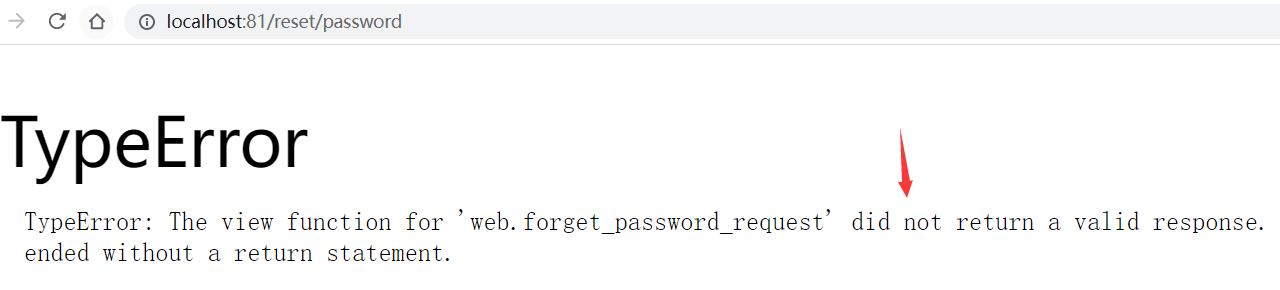 localhost:81/reset/password
TypeError
TypeError: The view function for 'web.forget_password_request' did not return a valid response.
ended without a return statement.